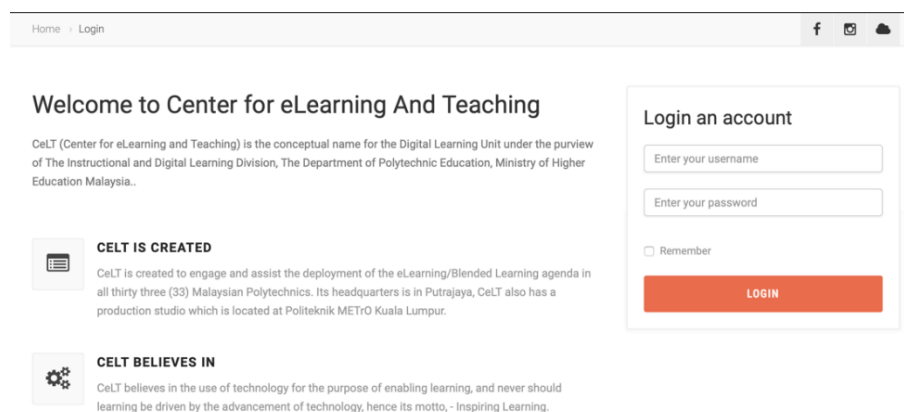 Home › Login
Welcome to Center for eLearning And Teaching
CeLT (Center for eLearning and Teaching) is the conceptual name for the Digital Learning Unit under the purview
of The Instructional and Digital Learning Division, The Department of Polytechnic Education, Ministry of Higher
Education Malaysia..
CELT IS CREATED
CeLT is created to engage and assist the deployment of the eLearning/Blended Learning agenda in
all thirty three (33) Malaysian Polytechnics. Its headquarters is in Putrajaya, CeLT also has a
production studio which is located at Politeknik METrO Kuala Lumpur.
CELT BELIEVES IN
CeLT believes in the use of technology for the purpose of enabling learning, and never should
learning be driven by the advancement of technology, hence its motto, - Inspiring Learning.
Login an account
Enter your username
Enter your password
Remember
LOGIN